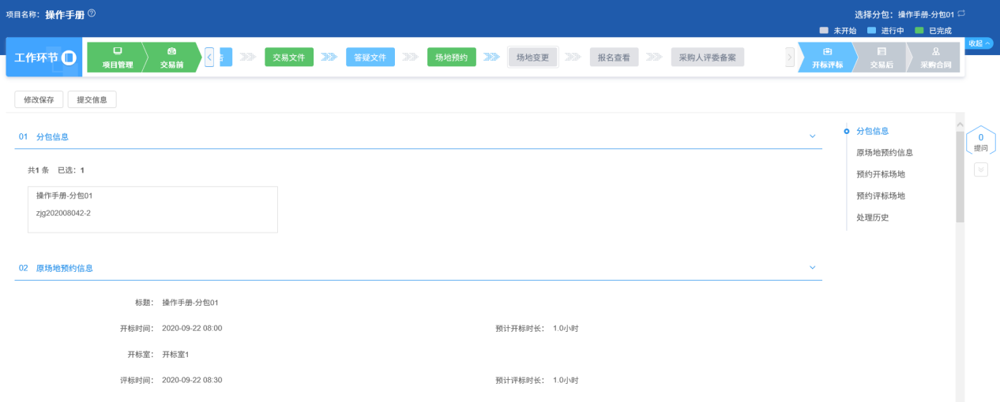 项目名称: 操作手册
选择分包: 操作手册-分包01
未开始 进行中 已完成
收起
工作环节
项目管理 交易前 交易文件 答疑文件 场地预约 场地变更 报名查看 采购人评委备案 开标评标 交易后 采购合同
修改保存 提交信息
01 分包信息
共1 条 已选: 1
操作手册-分包01
zjg202008042-2
02 原场地预约信息
标题: 操作手册-分包01
开标时间: 2020-09-22 08:00 预计开标时长: 1.0小时
开标室: 开标室1
评标时间: 2020-09-22 08:30 预计评标时长: 1.0小时
分包信息
原场地预约信息
预约开标场地
预约评标场地
处理历史
0
提问